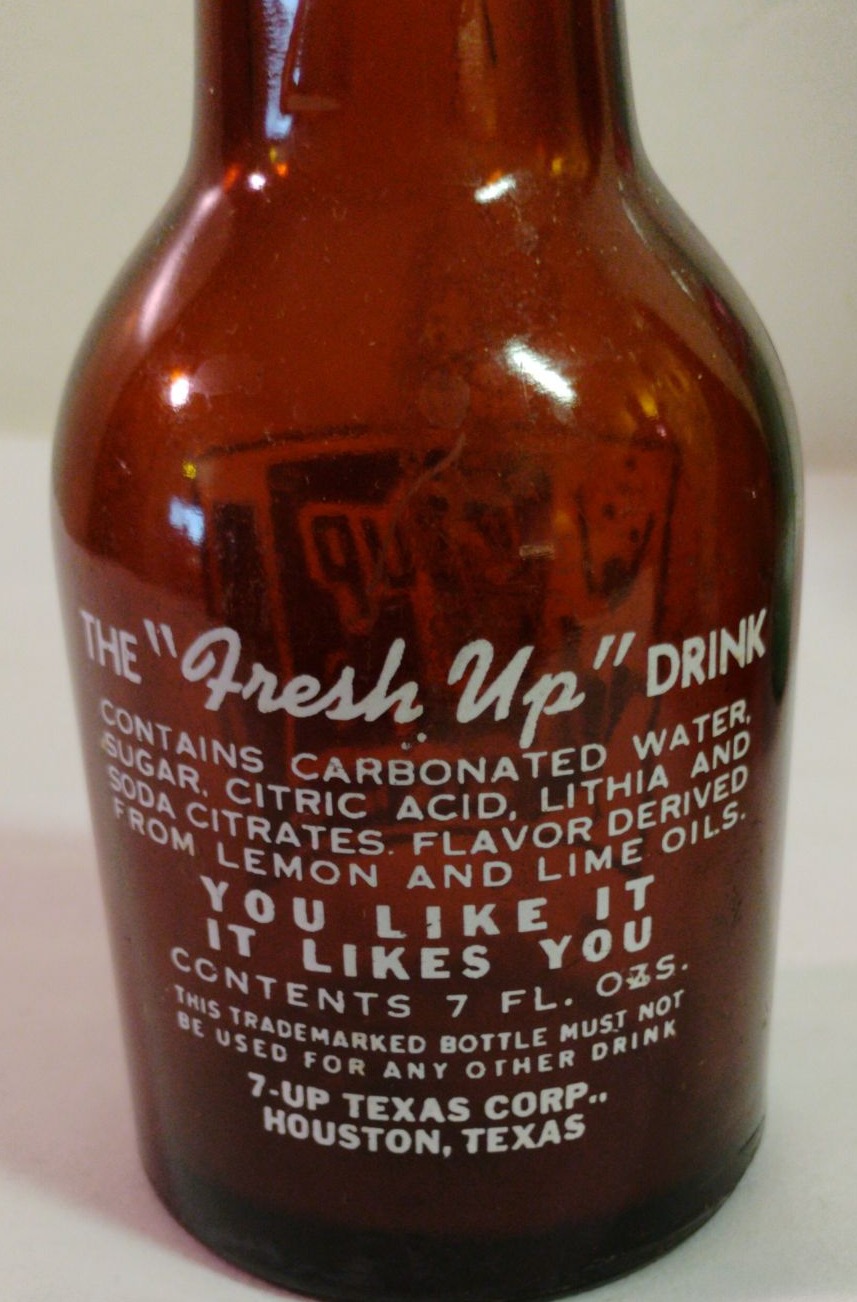 THE "Fresh Up" DRINK
CONTAINS CARBONATED WATER,
SUGAR, CITRIC ACID, LITHIA AND
SODA CITRATES. FLAVOR DERIVED
FROM LEMON AND LIME OILS.
YOU LIKE IT
IT LIKES YOU
CONTENTS 7 FL. OZS.
THIS TRADEMARKED BOTTLE MUST NOT
BE USED FOR ANY OTHER DRINK
7-UP TEXAS CORP..
HOUSTON, TEXAS